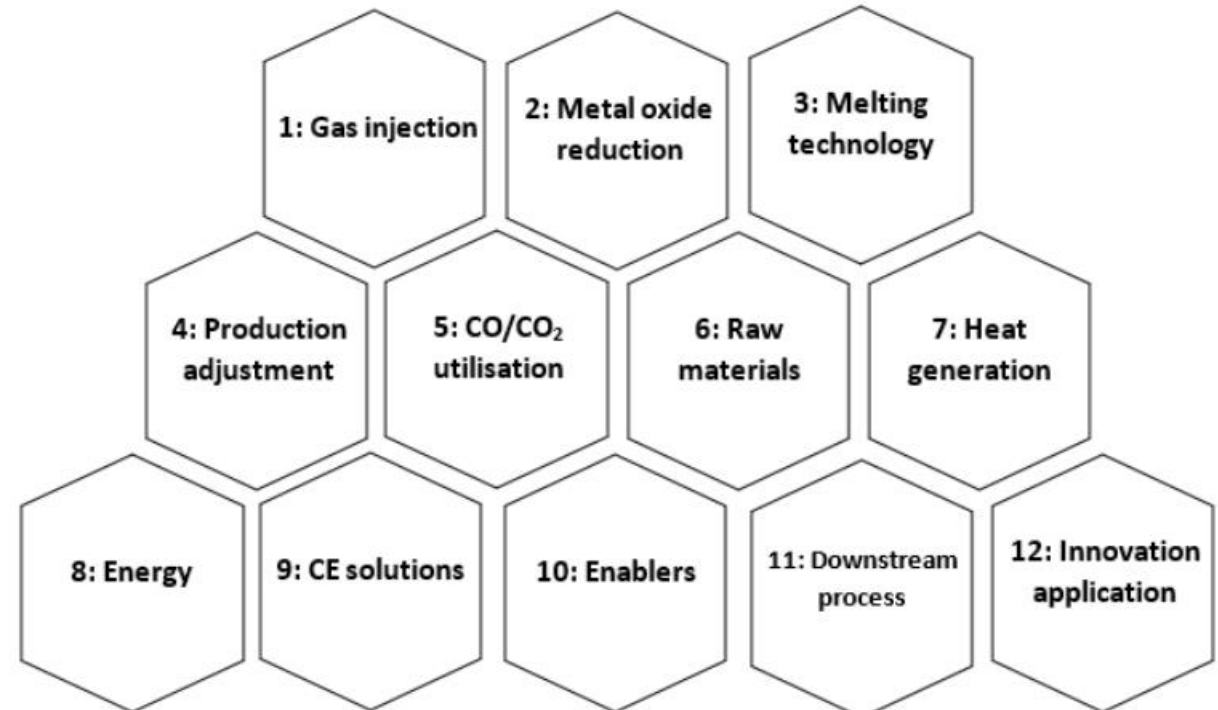 1: Gas injection
2: Metal oxide
reduction
3: Melting
technology
4: Production
adjustment
5: CO/CO₂
utilisation
6: Raw
materials
7: Heat
generation
8: Energy
9: CE solutions
10: Enablers
11: Downstream
process
12: Innovation
application